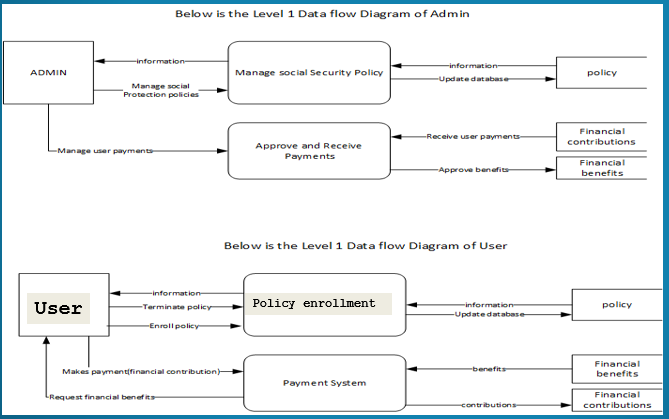 Below is the Level 1 Data flow Diagram of Admin
ADMIN
information
Manage social
Protection policies
Manage social Security Policy
information
Update database
policy
Manage user payments
Approve and Receive
Payments
Receive user payments
Financial
contributions
Approve benefits
Financial
benefits
Below is the Level 1 Data flow Diagram of User
User
information
Terminate policy
Enroll policy
Policy enrollment
information
Update database
policy
Makes payment(financial contribution)
Request financial benefits
Payment System
benefits
Financial
benefits
contributions
Financial
contributions